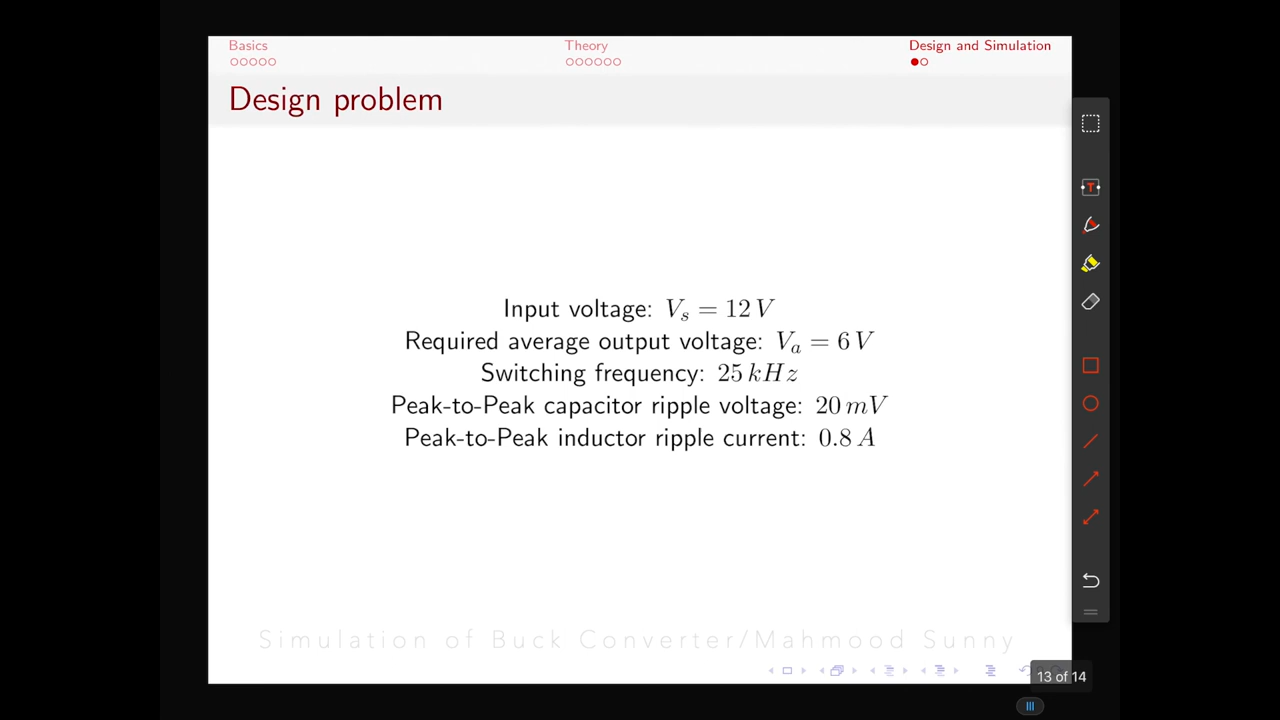 Basics
Theory
Design and Simulation
Design problem
Input voltage: Vₛ = 12 V
Required average output voltage: Vₐ = 6 V
Switching frequency: 25 kHz
Peak-to-Peak capacitor ripple voltage: 20 mV
Peak-to-Peak inductor ripple current: 0.8 A
Simulation of Buck Converter/Mahmood Sunny
13 of 14
T